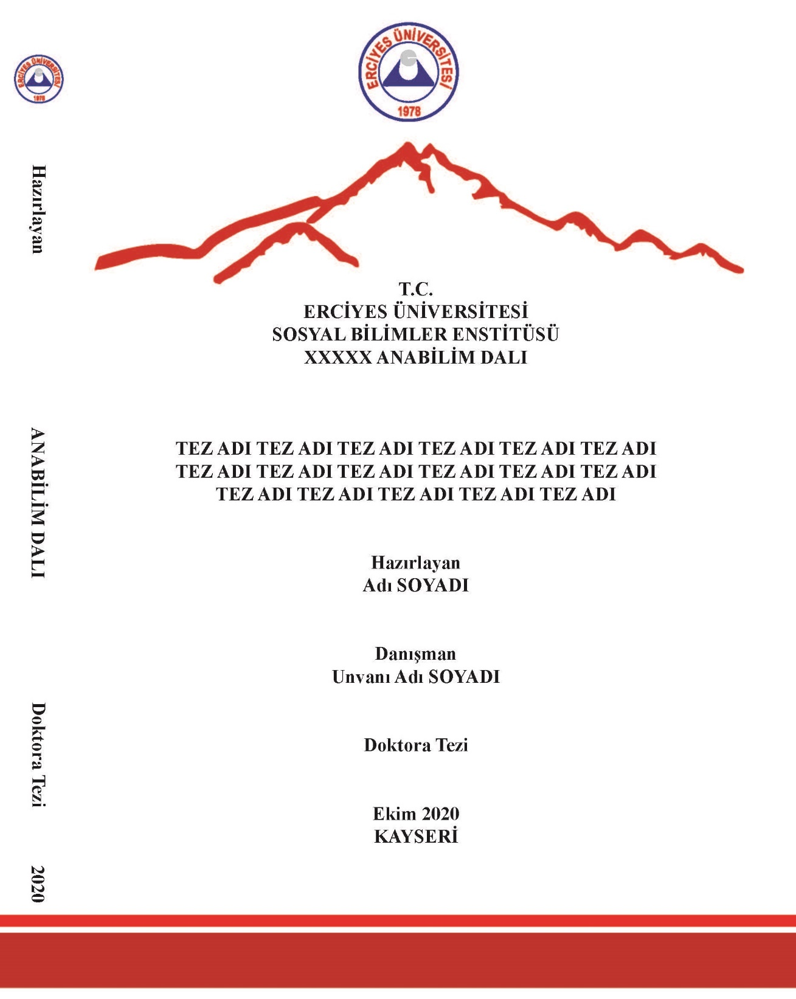 ERCİYES ÜNİVERSİTESİ
1978
Hazırlayan
ANABİLİM DALI
Doktora Tezi
2020
ERCİYES ÜNİVERSİTESİ
1978
T.C.
ERCİYES ÜNİVERSİTESİ
SOSYAL BİLİMLER ENSTİTÜSÜ
XXXXX ANABİLİM DALI
TEZ ADI TEZ ADI TEZ ADI TEZ ADI TEZ ADI TEZ ADI
TEZ ADI TEZ ADI TEZ ADI TEZ ADI TEZ ADI TEZ ADI
TEZ ADI TEZ ADI TEZ ADI TEZ ADI TEZ ADI
Hazırlayan
Adı SOYADI
Danışman
Unvanı Adı SOYADI
Doktora Tezi
Ekim 2020
KAYSERİ